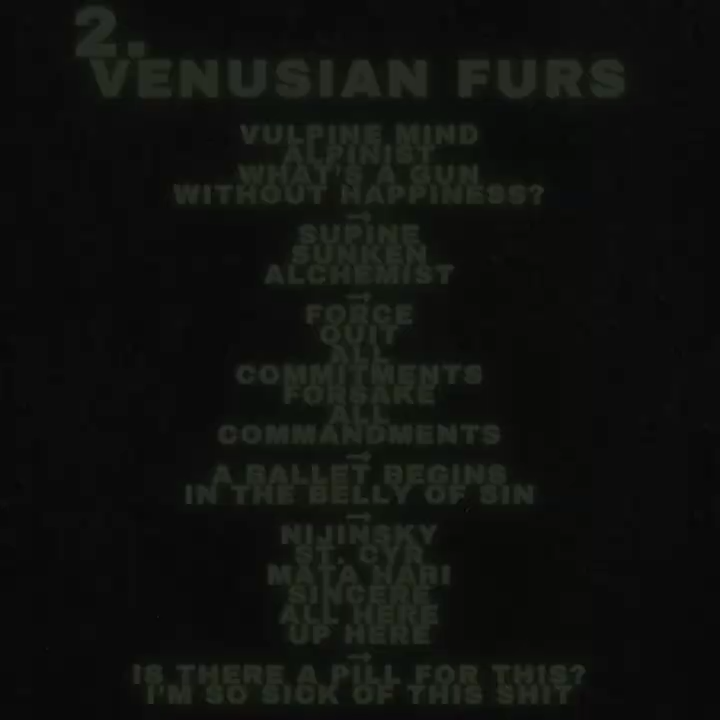 2.
VENUSIAN FURS
VULPINE MIND
ALPINIST
WHAT'S A GUN
WITHOUT HAPPINESS?
→
SUPINE
SUNKEN
ALCHEMIST
→
FORCE
QUIT
ALL
COMMITMENTS
FORSAKE
ALL
COMMANDMENTS
→
A BALLET BEGINS
IN THE BELLY OF SIN
→
NIJINSKY
ST. CYR
MATA HARI
SINCERE
ALL HERE
UP HERE
→
IS THERE A PILL FOR THIS?
I'M SO SICK OF THIS SHIT